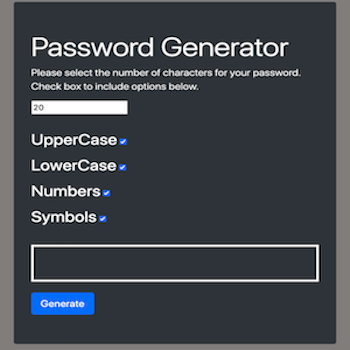 Password Generator
Please select the number of characters for your password.
Check box to include options below.
20
UpperCase
LowerCase
Numbers
Symbols
Generate